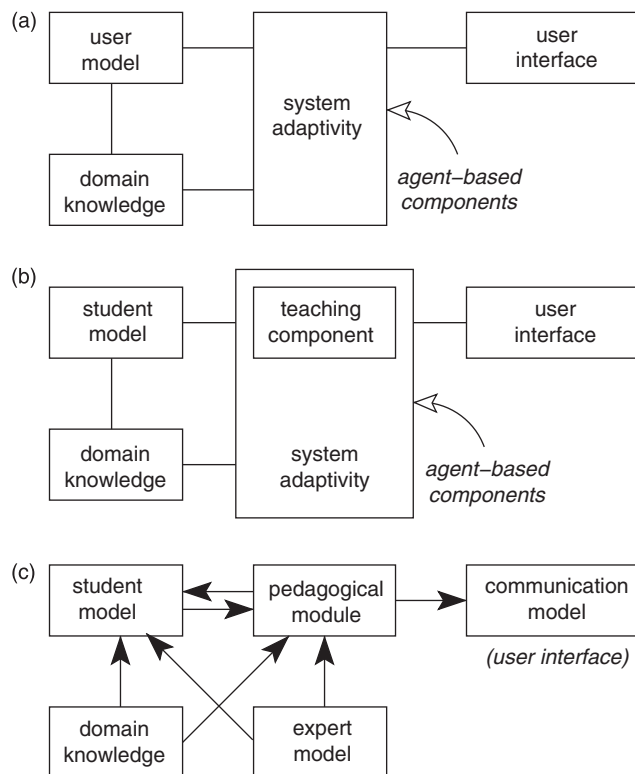 (a)
user
model
system
adaptivity
user
interface
domain
knowledge
agent–based
components
(b)
student
model
teaching
component
user
interface
domain
knowledge
system
adaptivity
agent–based
components
(c)
student
model
pedagogical
module
communication
model
(user interface)
domain
knowledge
expert
model